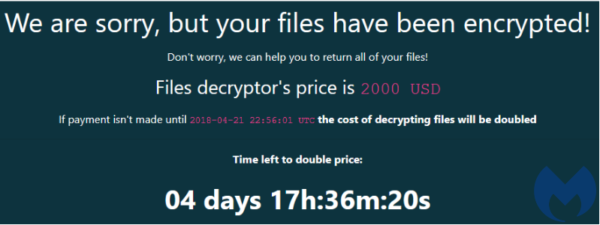 We are sorry, but your files have been encrypted!
Don't worry, we can help you to return all of your files!
Files decryptor's price is 2000 USD
If payment isn't made until 2018-04-21 22:56:01 UTC the cost of decrypting files will be doubled
Time left to double price:
04 days 17h:36m:20s